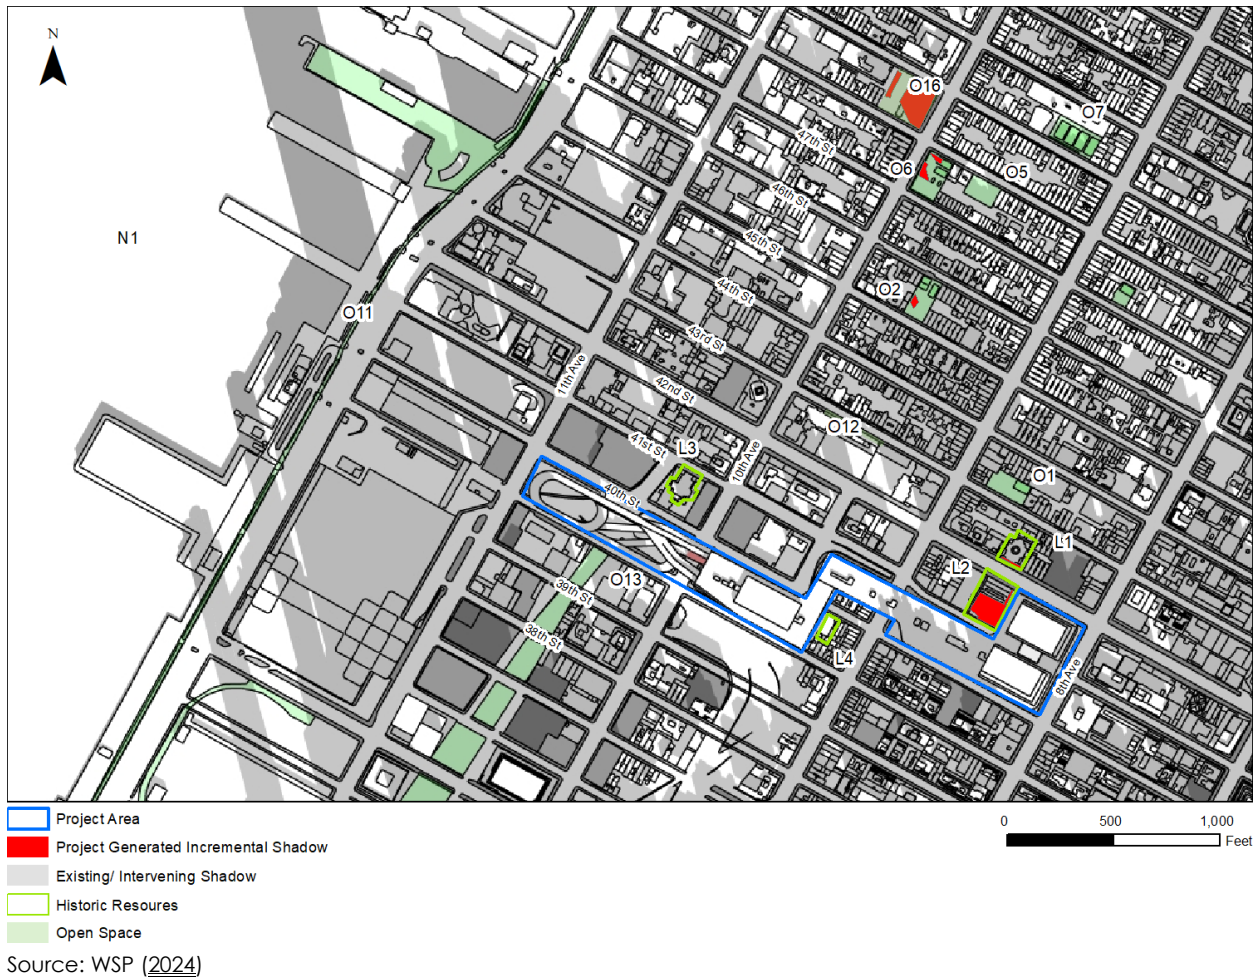 N
O16
O7
47th St
O6
O5
46th St
N1
45th St
44th St
O2
O11
43rd St
11th Ave
42nd St
O12
41st St
L3
10th Ave
40th St
O1
L1
L2
O13
39th St
38th St
L4
8th Ave
Project Area
0 500 1,000
Feet
Project Generated Incremental Shadow
Existing/ Intervening Shadow
Historic Resoures
Open Space
Source: WSP (2024)